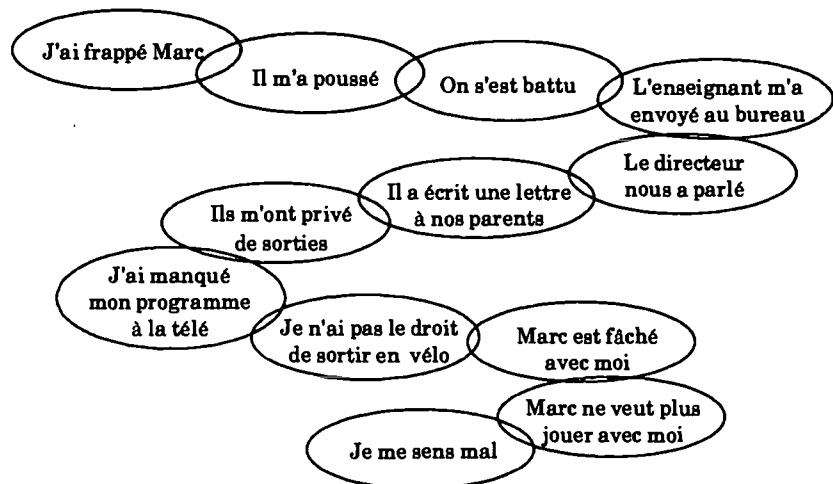 J'ai frappé Marc
Il m'a poussé
On s'est battu
L'enseignant m'a
envoyé au bureau
Le directeur
nous a parlé
Il a écrit une lettre
à nos parents
Ils m'ont privé
de sorties
J'ai manqué
mon programme
à la télé
Je n'ai pas le droit
de sortir en vélo
Marc est fâché
avec moi
Marc ne veut plus
jouer avec moi
Je me sens mal